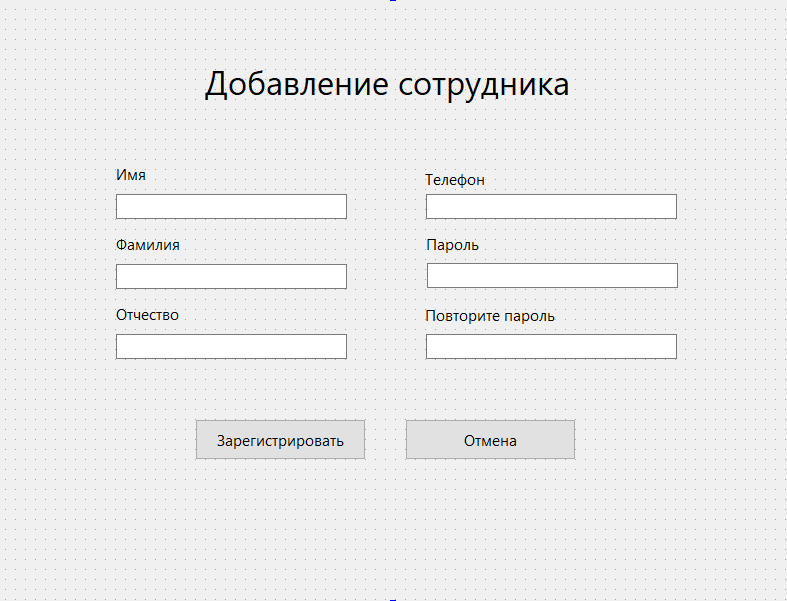 Добавление сотрудника
Имя
Телефон
Фамилия
Пароль
Отчество
Повторите пароль
Зарегистрировать
Отмена